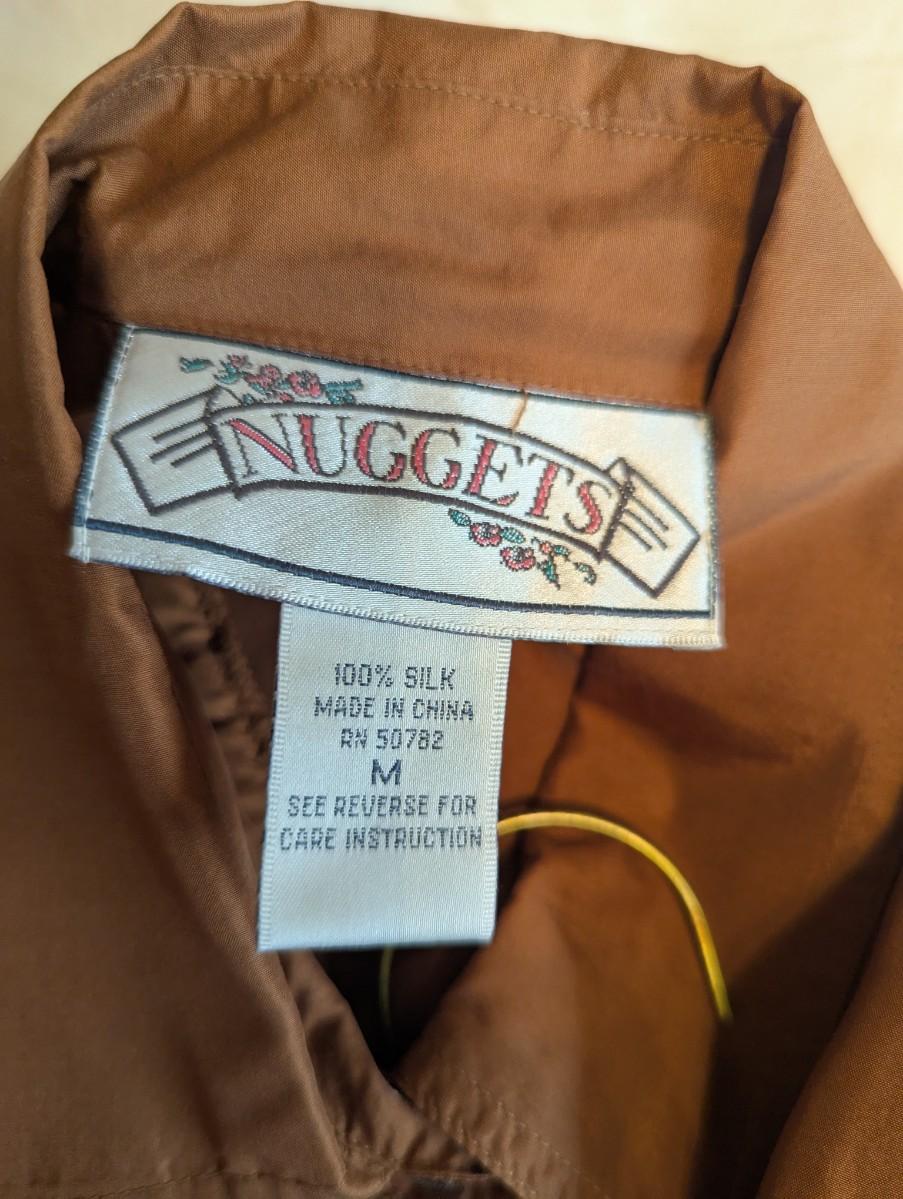 NUGGETS
100% SILK
MADE IN CHINA
RN 50782
M
SEE REVERSE FOR
CARE INSTRUCTION